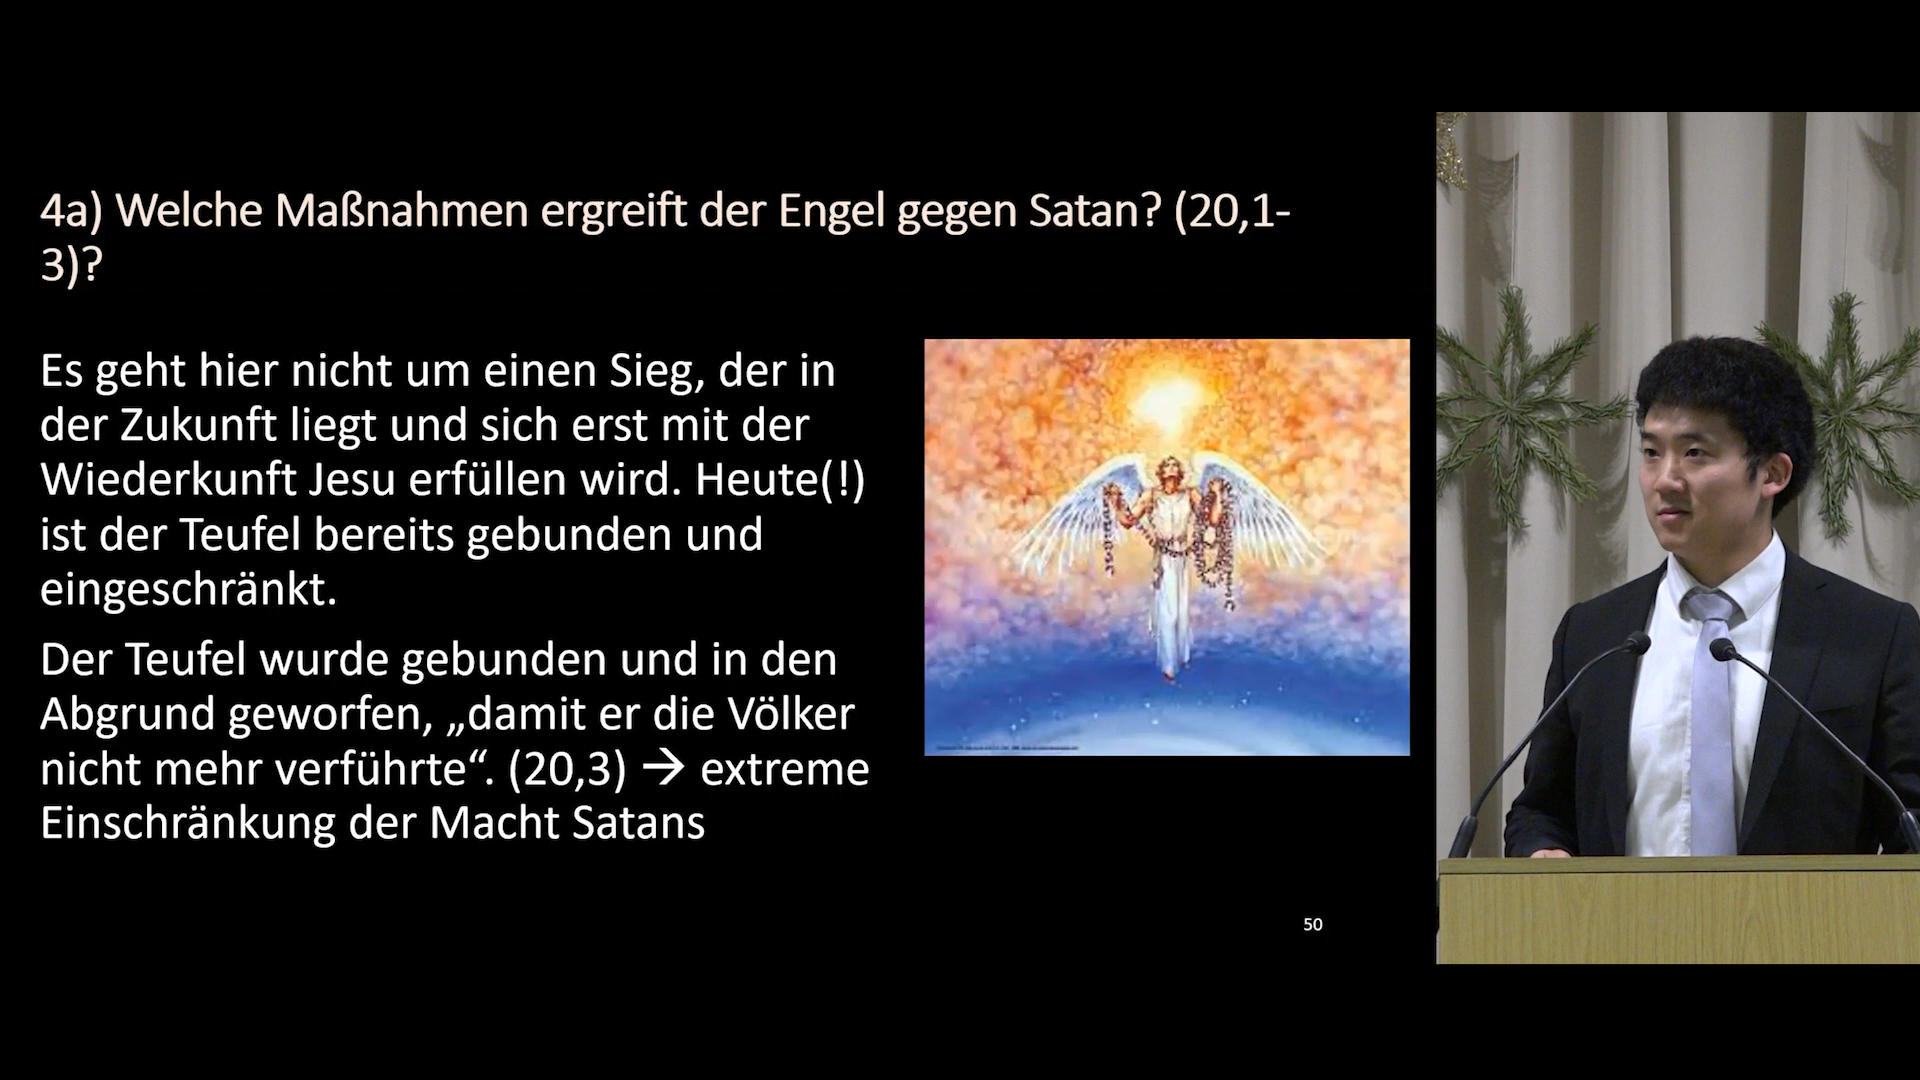 4a) Welche Maßnahmen ergreift der Engel gegen Satan? (20,1-
3)?
Es geht hier nicht um einen Sieg, der in
der Zukunft liegt und sich erst mit der
Wiederkunft Jesu erfüllen wird. Heute(!)
ist der Teufel bereits gebunden und
eingeschränkt.
Der Teufel wurde gebunden und in den
Abgrund geworfen, „damit er die Völker
nicht mehr verführte“. (20,3) → extreme
Einschränkung der Macht Satans
50